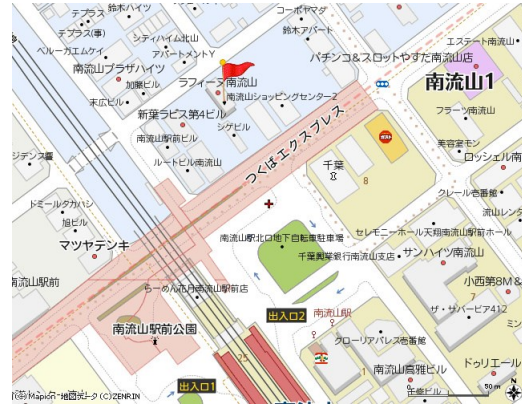 テプラス
鈴木ハイツ
コーポヤマダ
テプラス(事)
シティハイム北山
鈴木アパート
エステート南流山
ベルーガエムケイ
アパートメントY
パチンコ&スロットやすだ南流山店
南流山プラザハイツ
ラフィーヌ南流山
南流山1
加藤ビル
末広ビル
南流山ショッピングセンター2
フラーツ南流山
新葉ラピス第4ビル
シゲビル
ガスト
南流山駅前ビル
美容室モン
つくばエクスプレス
ルートビル南流山
千葉
ロッシェル南
8
クレール壱番館
ドミールタカハシ
流山レンタ
旭ビル
南流山駅北口地下自転車駐車場
セレモニーホール天翔南流山駅前ホール
マツヤデンキ
千葉興業銀行南流山支店
サンハイツ南流山
南流山駅前
小西第8M&
らーめん花月南流山駅前店
7
出入口2
南流山駅
ザ・サバービア412
南流山駅前公園
クローリアパレス壱番館
25
ドゥリエール
1
南流山高雅ビル
出入口1
千歳ビル
0
50m
©Mapion 地図データ(C)ZENRIN